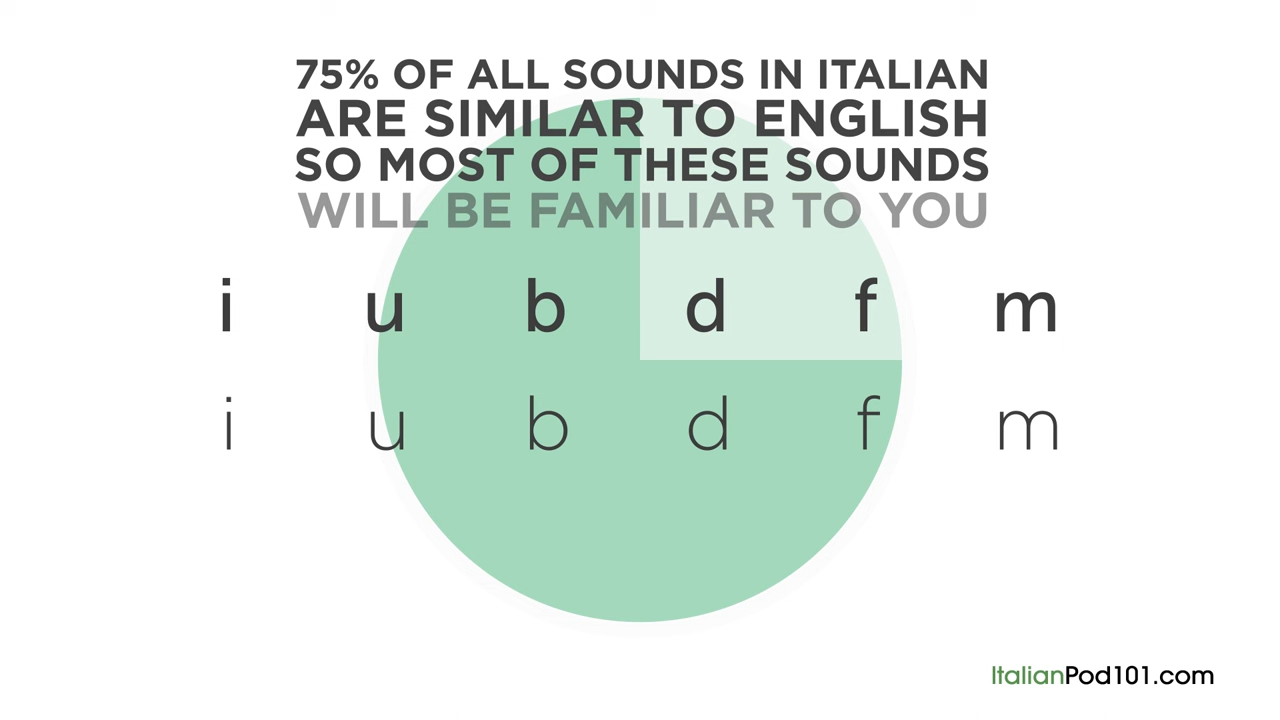 75% OF ALL SOUNDS IN ITALIAN
ARE SIMILAR TO ENGLISH
SO MOST OF THESE SOUNDS
WILL BE FAMILIAR TO YOU
i u b d f m
i u b d f m
ItalianPod101.com